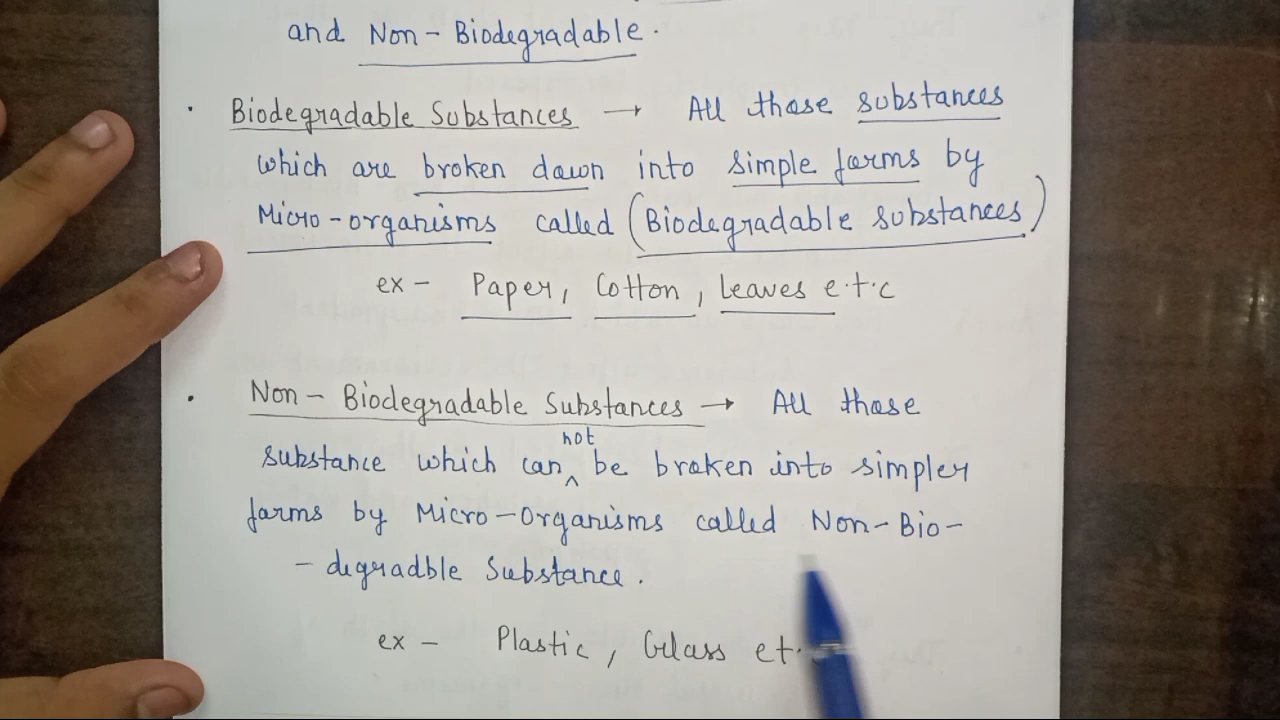 and Non-Biodegradable.
· Biodegradable Substances → All those substances
which are broken down into simple forms by
Micro-organisms called (Biodegradable substances)
ex - Paper, Cotton, leaves e.t.c
· Non-Biodegradable Substances → All those
not
substance which can ^ be broken into simpler
forms by Micro-Organisms called Non-Bio-
- degradble Substance.
ex - Plastic, Glass et